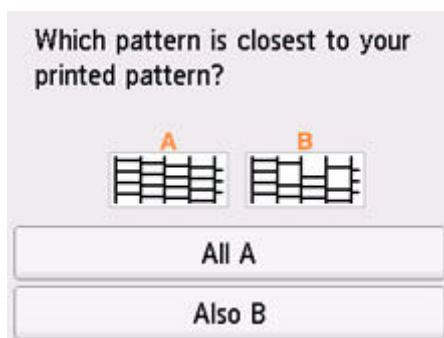 Which pattern is closest to your
printed pattern?
A B
All A
Also B